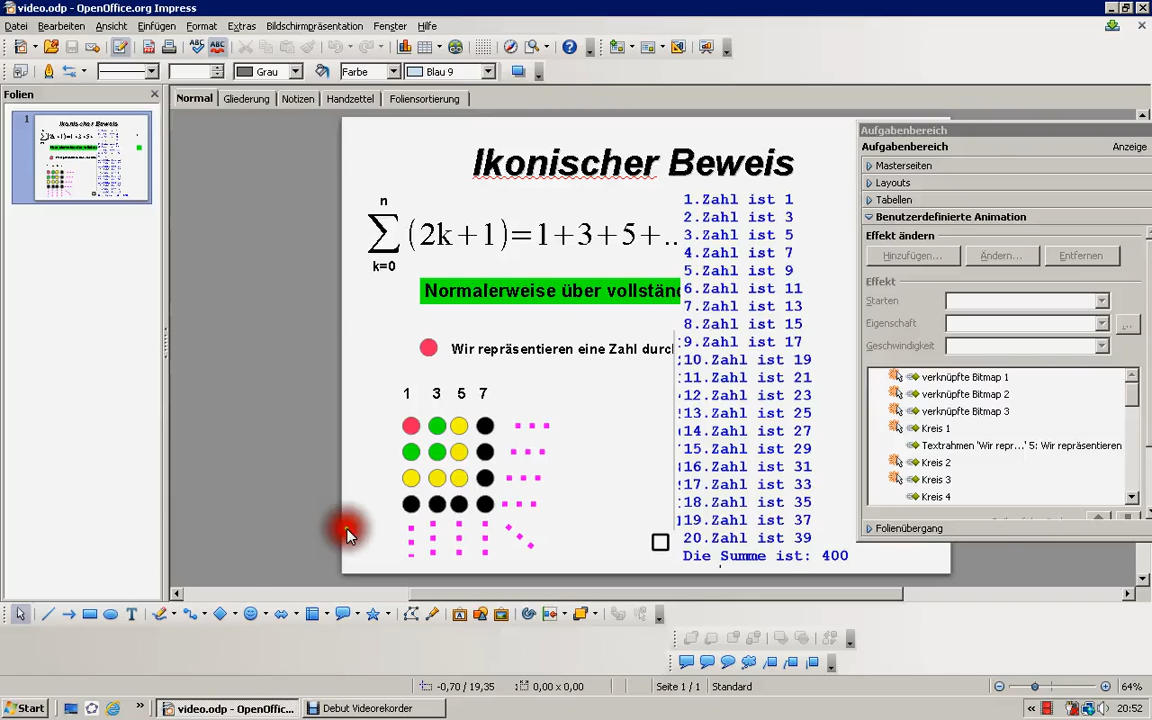 video.odp - OpenOffice.org Impress
Datei Bearbeiten Ansicht Einfügen Format Extras Bildschirmpräsentation Fenster Hilfe
Grau Farbe Blau 9
Folien
Normal Gliederung Notizen Handzettel Foliensortierung
1
Ikonischer Beweis
n
∑ (2k+1)=1+3+5+..
k=0
Normalerweise über vollständ
Wir repräsentieren eine Zahl durch
1 3 5 7
1.Zahl ist 1
2.Zahl ist 3
3.Zahl ist 5
4.Zahl ist 7
5.Zahl ist 9
6.Zahl ist 11
7.Zahl ist 13
8.Zahl ist 15
9.Zahl ist 17
10.Zahl ist 19
11.Zahl ist 21
12.Zahl ist 23
13.Zahl ist 25
14.Zahl ist 27
15.Zahl ist 29
16.Zahl ist 31
17.Zahl ist 33
18.Zahl ist 35
19.Zahl ist 37
20.Zahl ist 39
Die Summe ist: 400
Aufgabenbereich
Aufgabenbereich Anzeige
Masterseiten
Layouts
Tabellen
Benutzerdefinierte Animation
Effekt ändern
Hinzufügen... Ändern... Entfernen
Effekt
Starten
Eigenschaft
Geschwindigkeit
verknüpfte Bitmap 1
verknüpfte Bitmap 2
verknüpfte Bitmap 3
Kreis 1
Textrahmen 'Wir repr...' 5: Wir repräsentieren
Kreis 2
Kreis 3
Kreis 4
Folienübergang
-0,70 / 19,35 0,00 x 0,00 Seite 1 / 1 Standard 64%
Start video.odp - OpenOffic... Debut Videorekorder 20:52